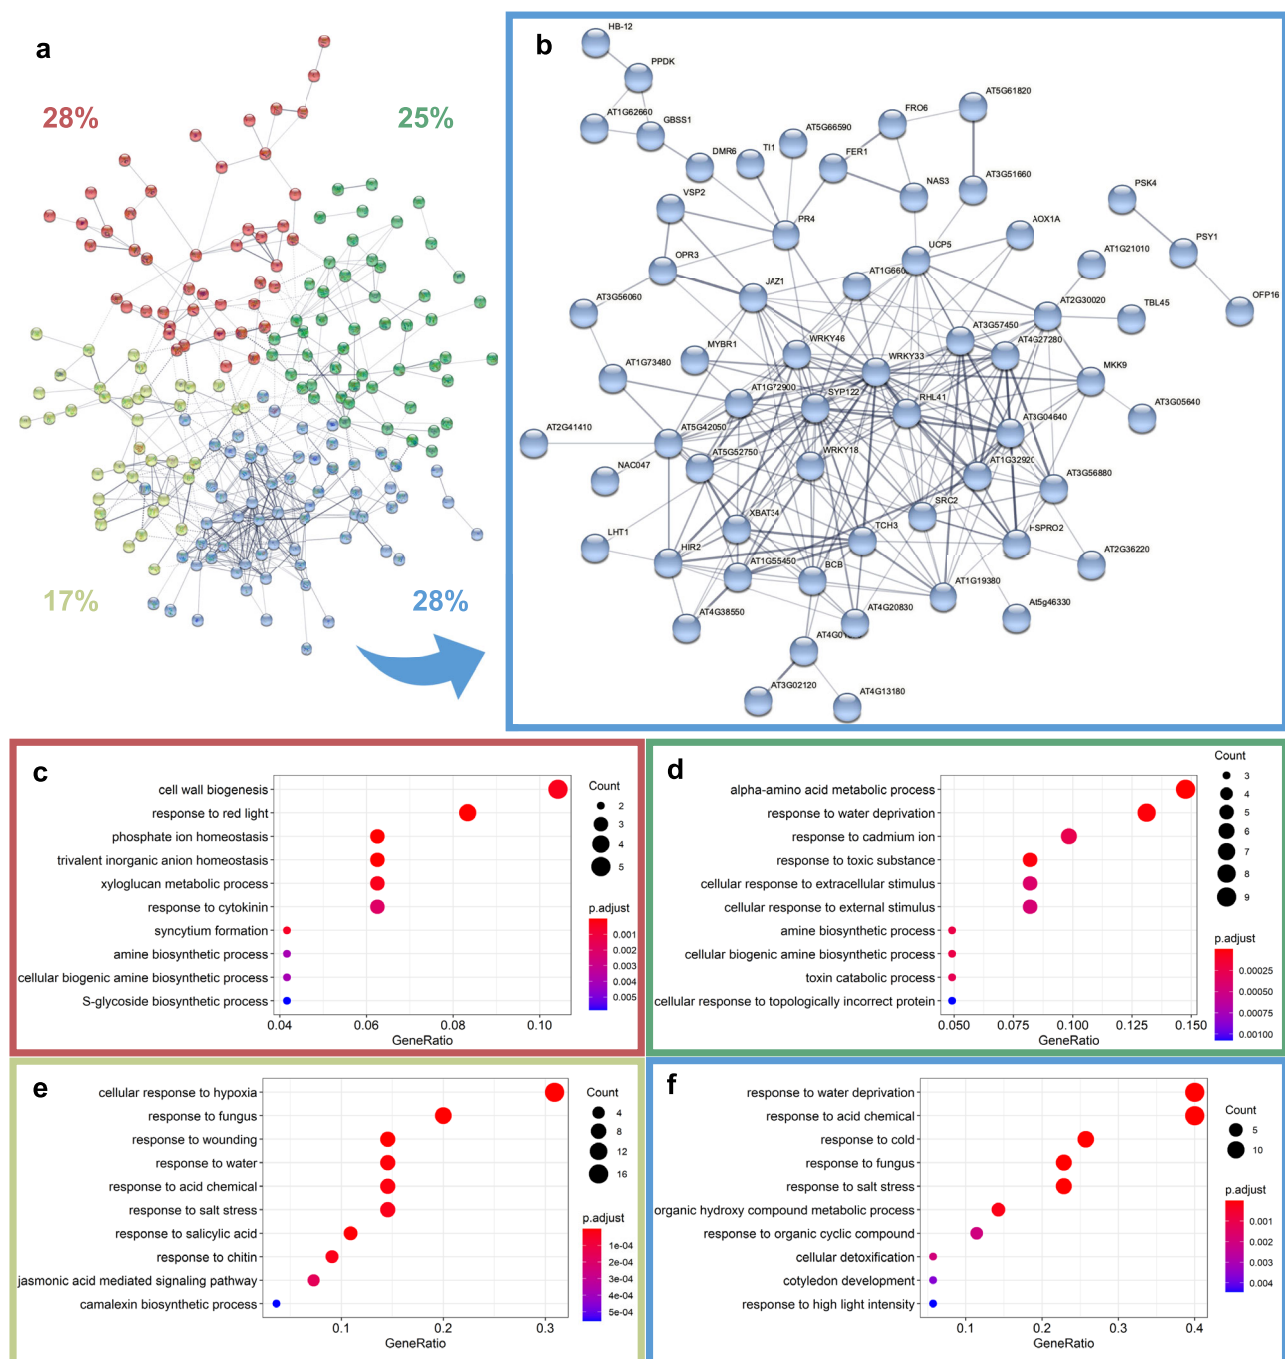 a
28%
25%
17%
28%
b
HB-12
PPDK
AT1G62660
GBSS1
DMR6
TI1
AT5G66590
FRO6
AT5G61820
FER1
NAS3
AT3G51660
VSP2
PR4
PSK4
PSY1
OFP16
UCP5
AOX1A
AT1G21010
OPR3
JAZ1
AT2G30020
TBL45
AT3G56060
AT3G57450
AT4G27280
WRKY46
WRKY33
MYBR1
AT1G73480
MKK9
AT1G72900
SYP122
RHL41
AT3G05640
AT2G41410
AT5G42050
AT3G04640
AT5G52750
WRKY18
AT1G32920
NAC047
AT3G56880
SRC2
XBAT34
TCH3
HSPRO2
LHT1
HIR2
AT1G55450
BCB
AT2G36220
AT1G19380
AT4G38550
AT4G20830
At5g46330
AT3G02120
AT4G13180
c
cell wall biogenesis
response to red light
phosphate ion homeostasis
trivalent inorganic anion homeostasis
xyloglucan metabolic process
response to cytokinin
syncytium formation
amine biosynthetic process
cellular biogenic amine biosynthetic process
S-glycoside biosynthetic process
0.04 0.06 0.08 0.10
GeneRatio
Count
2
3
4
5
p.adjust
0.001
0.002
0.003
0.004
0.005
d
alpha-amino acid metabolic process
response to water deprivation
response to cadmium ion
response to toxic substance
cellular response to extracellular stimulus
cellular response to external stimulus
amine biosynthetic process
cellular biogenic amine biosynthetic process
toxin catabolic process
cellular response to topologically incorrect protein
0.050 0.075 0.100 0.125 0.150
GeneRatio
Count
3
4
5
6
7
8
9
p.adjust
0.00025
0.00050
0.00075
0.00100
e
cellular response to hypoxia
response to fungus
response to wounding
response to water
response to acid chemical
response to salt stress
response to salicylic acid
response to chitin
jasmonic acid mediated signaling pathway
camalexin biosynthetic process
0.1 0.2 0.3
GeneRatio
Count
4
8
12
16
p.adjust
1e-04
2e-04
3e-04
4e-04
5e-04
f
response to water deprivation
response to acid chemical
response to cold
response to fungus
response to salt stress
organic hydroxy compound metabolic process
response to organic cyclic compound
cellular detoxification
cotyledon development
response to high light intensity
0.1 0.2 0.3 0.4
GeneRatio
Count
5
10
p.adjust
0.001
0.002
0.003
0.004